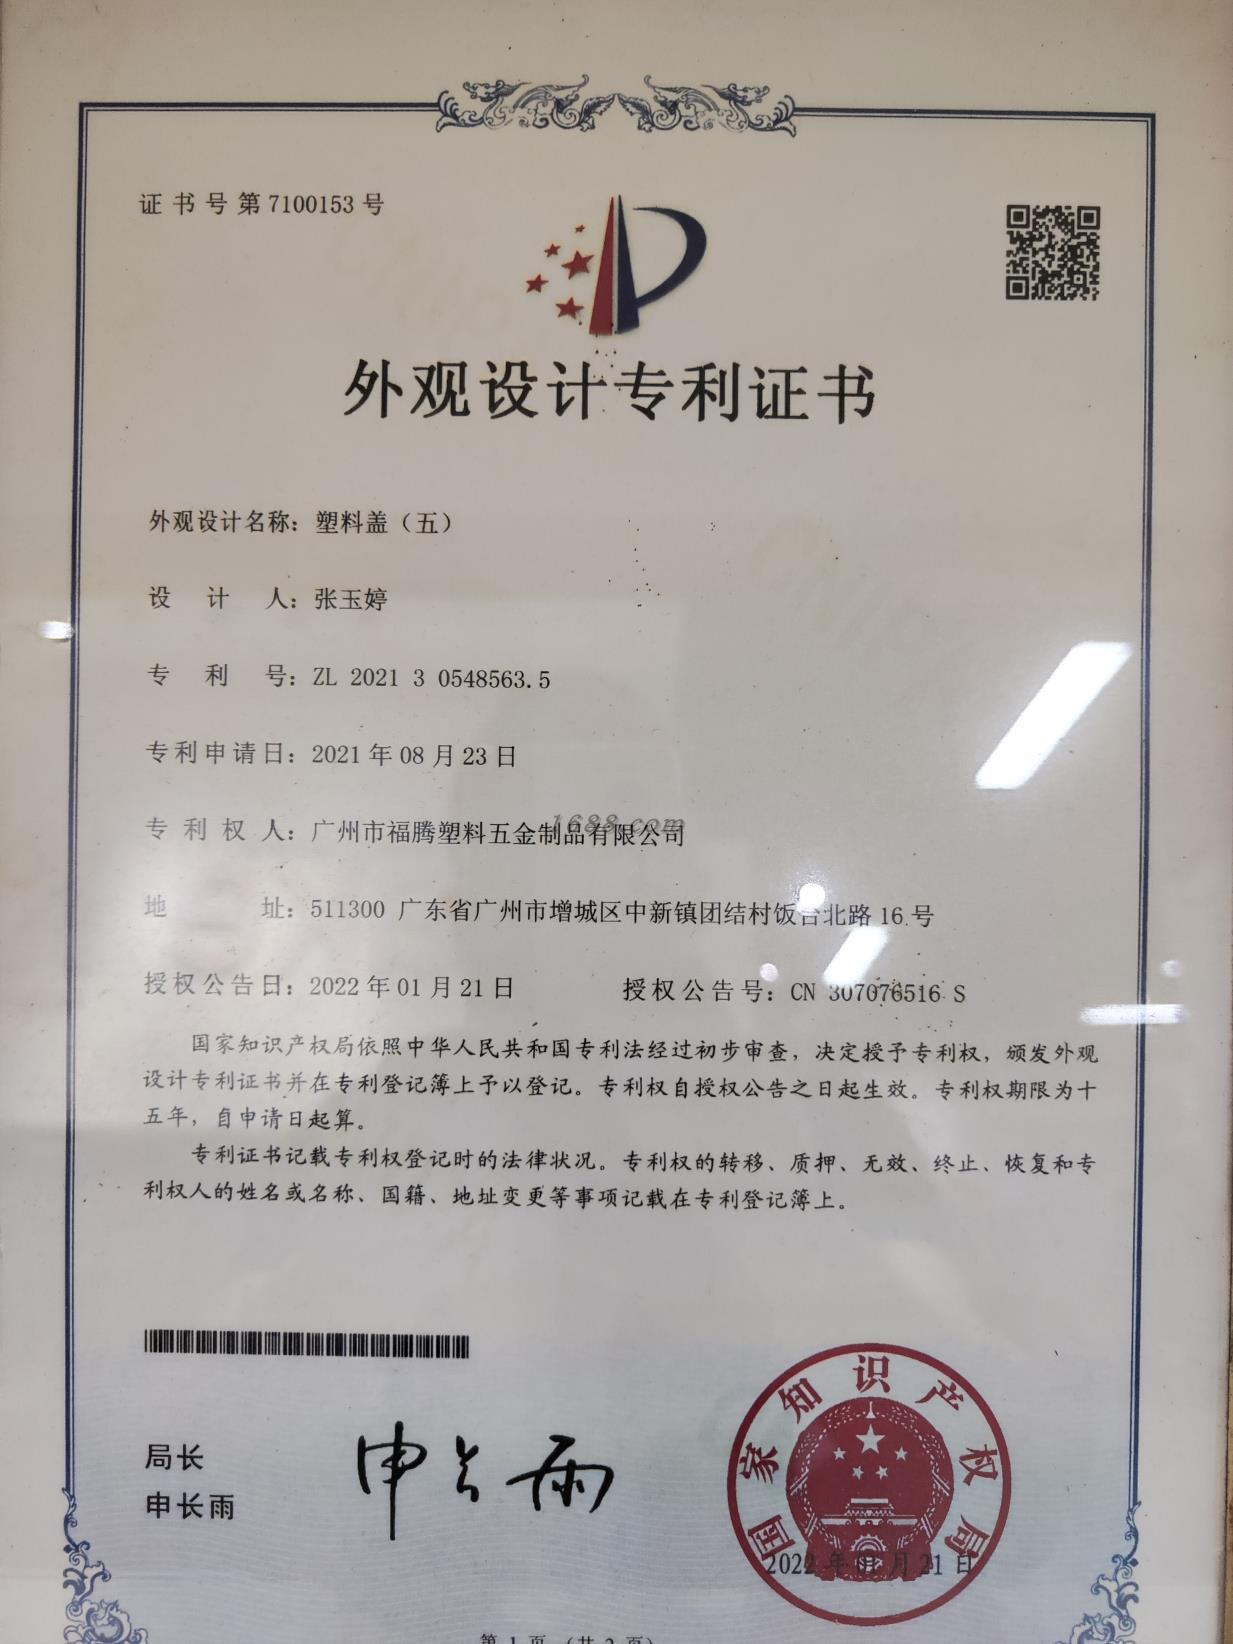 证书号第7100153号
外观设计专利证书
外观设计名称：塑料盖（五）
设计人：张玉婷
专利号：ZL 2021 3 0548563.5
专利申请日：2021年08月23日
专利权人：广州市福腾塑料五金制品有限公司
1688.com
地址：511300 广东省广州市增城区中新镇团结村饭台北路16号
授权公告日：2022年01月21日 授权公告号：CN 307076516 S
国家知识产权局依照中华人民共和国专利法经过初步审查，决定授予专利权，颁发外观
设计专利证书并在专利登记簿上予以登记。专利权自授权公告之日起生效。专利权期限为十
五年，自申请日起算。
专利证书记载专利权登记时的法律状况。专利权的转移、质押、无效、终止、恢复和专
利权人的姓名或名称、国籍、地址变更等事项记载在专利登记簿上。
局长
申长雨
申长雨
国家知识产权局
2022年01月21日
第1页（共2页）